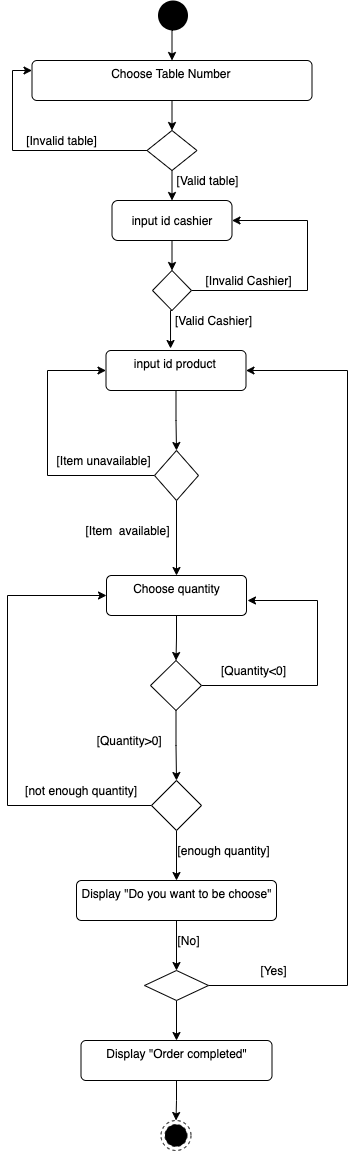 Choose Table Number
[Invalid table]
[Valid table]
input id cashier
[Invalid Cashier]
[Valid Cashier]
input id product
[Item unavailable]
[Item available]
Choose quantity
[Quantity<0]
[Quantity>0]
[not enough quantity]
[enough quantity]
Display "Do you want to be choose"
[No]
[Yes]
Display "Order completed"